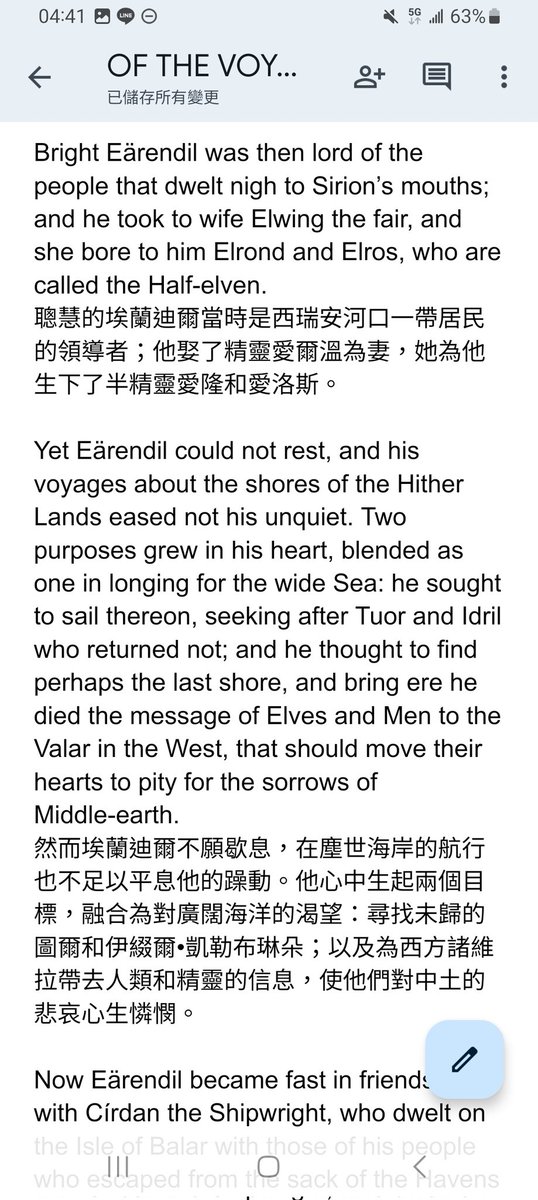 04:41 LINE 5G 63%
OF THE VOY...
已儲存所有變更
Bright Eärendil was then lord of the
people that dwelt nigh to Sirion’s mouths;
and he took to wife Elwing the fair, and
she bore to him Elrond and Elros, who are
called the Half-elven.
聰慧的埃蘭迪爾當時是西瑞安河口一帶居民
的領導者；他娶了精靈愛爾溫為妻，她為他
生下了半精靈愛隆和愛洛斯。
Yet Eärendil could not rest, and his
voyages about the shores of the Hither
Lands eased not his unquiet. Two
purposes grew in his heart, blended as
one in longing for the wide Sea: he sought
to sail thereon, seeking after Tuor and Idril
who returned not; and he thought to find
perhaps the last shore, and bring ere he
died the message of Elves and Men to the
Valar in the West, that should move their
hearts to pity for the sorrows of
Middle-earth.
然而埃蘭迪爾不願歇息，在塵世海岸的航行
也不足以平息他的躁動。他心中生起兩個目
標，融合為對廣闊海洋的渴望：尋找未歸的
圖爾和伊綴爾•凱勒布琳朵；以及為西方諸維
拉帶去人類和精靈的信息，使他們對中土的
悲哀心生憐憫。
Now Eärendil became fast in friends
with Círdan the Shipwright, who dwelt on
the Isle of Balar with those of his people
who escaped from the sack of the Havens